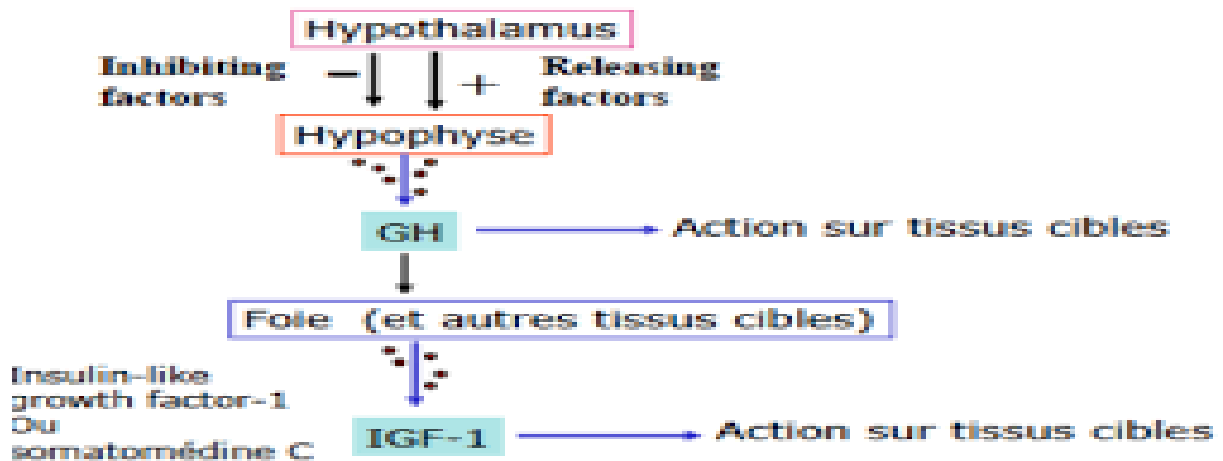 Hypothalamus
Inhibiting
factors
−
+
Releasing
factors
Hypophyse
GH
Action sur tissus cibles
Foie (et autres tissus cibles)
Insulin-like
growth factor-1
Ou
somatomédine C
IGF-1
Action sur tissus cibles